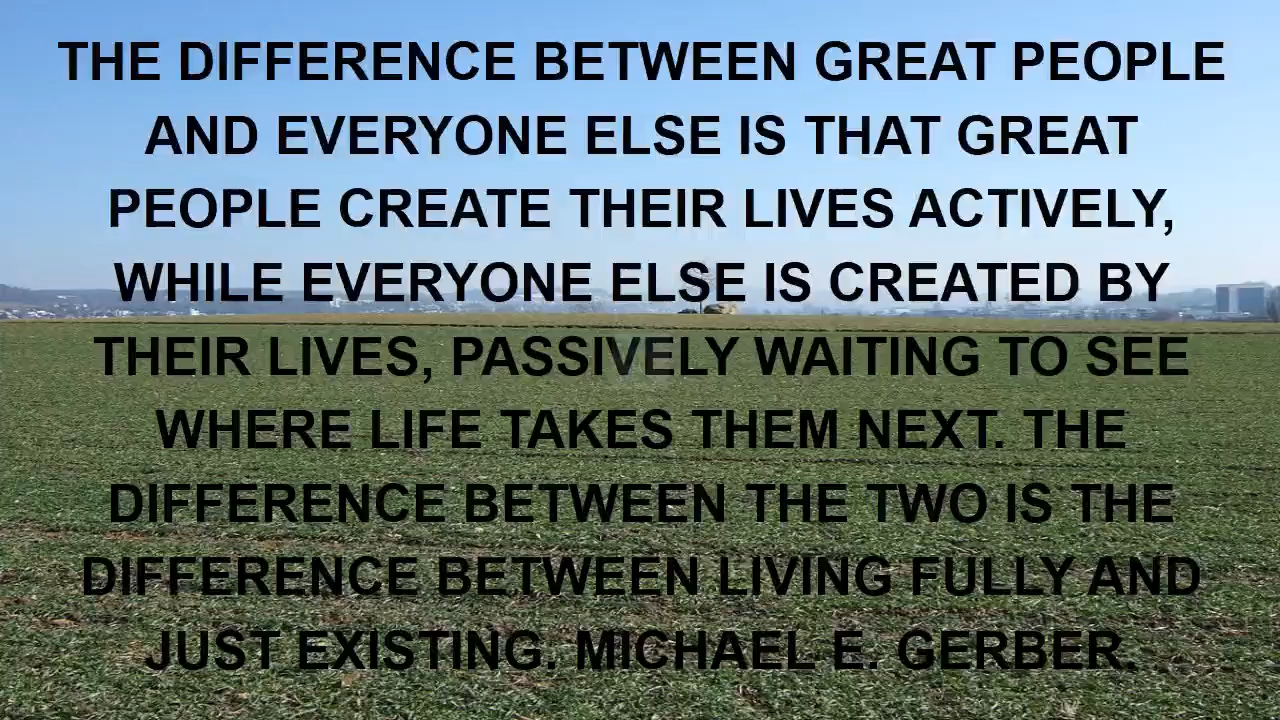 THE DIFFERENCE BETWEEN GREAT PEOPLE
AND EVERYONE ELSE IS THAT GREAT
PEOPLE CREATE THEIR LIVES ACTIVELY,
WHILE EVERYONE ELSE IS CREATED BY
THEIR LIVES, PASSIVELY WAITING TO SEE
WHERE LIFE TAKES THEM NEXT. THE
DIFFERENCE BETWEEN THE TWO IS THE
DIFFERENCE BETWEEN LIVING FULLY AND
JUST EXISTING. MICHAEL E. GERBER.